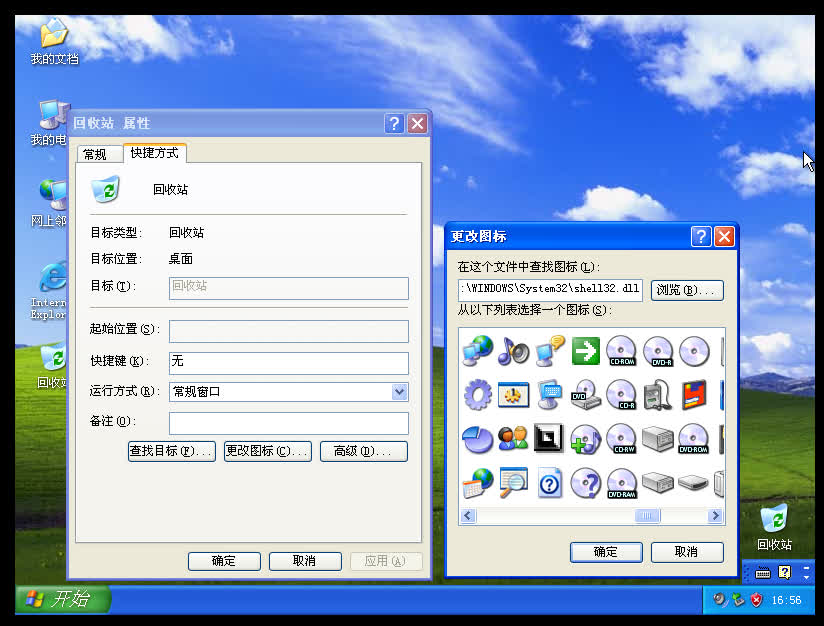 我的文档
我的电
网上邻
Intern
Explor
回收站
回收站 属性
常规
快捷方式
回收站
目标类型: 回收站
目标位置: 桌面
目标(T): 回收站
起始位置(S):
快捷键(K): 无
运行方式(R): 常规窗口
备注(O):
查找目标(F)...
更改图标(C)...
高级(D)...
确定
取消
应用(A)
更改图标
在这个文件中查找图标(L):
:\WINDOWS\System32\shell32.dll
浏览(B)...
从以下列表选择一个图标(S):
CD-ROM
DVD-R
DVD
CD-R
CD-RW
DVD-ROM
DVD-RAM
确定
取消
回收站
开始
16:56